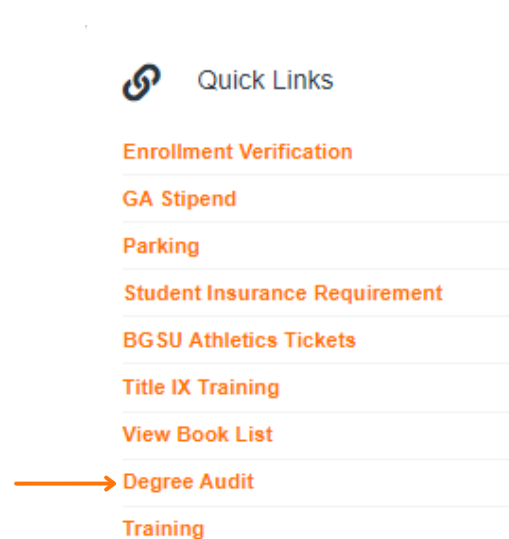 Quick Links
Enrollment Verification
GA Stipend
Parking
Student Insurance Requirement
BGSU Athletics Tickets
Title IX Training
View Book List
Degree Audit
Training